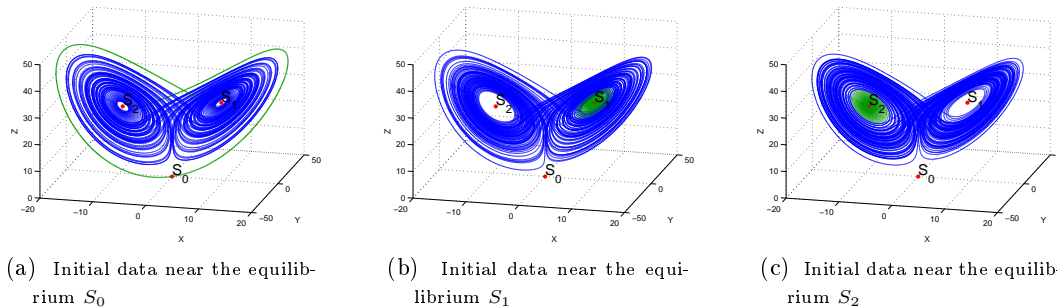 50
40
30
20
10
0
Z
-20
-10
0
10
20
X
-50
0
50
Y
S2
S1
S0
50
40
30
20
10
0
Z
-20
-10
0
10
20
X
-50
0
50
Y
S2
S1
S0
50
40
30
20
10
0
Z
-20
-10
0
10
20
X
-50
0
50
Y
S2
S1
S0
(a) Initial data near the equilib-
rium S0
(b) Initial data near the equi-
librium S1
(c) Initial data near the equilib-
rium S2